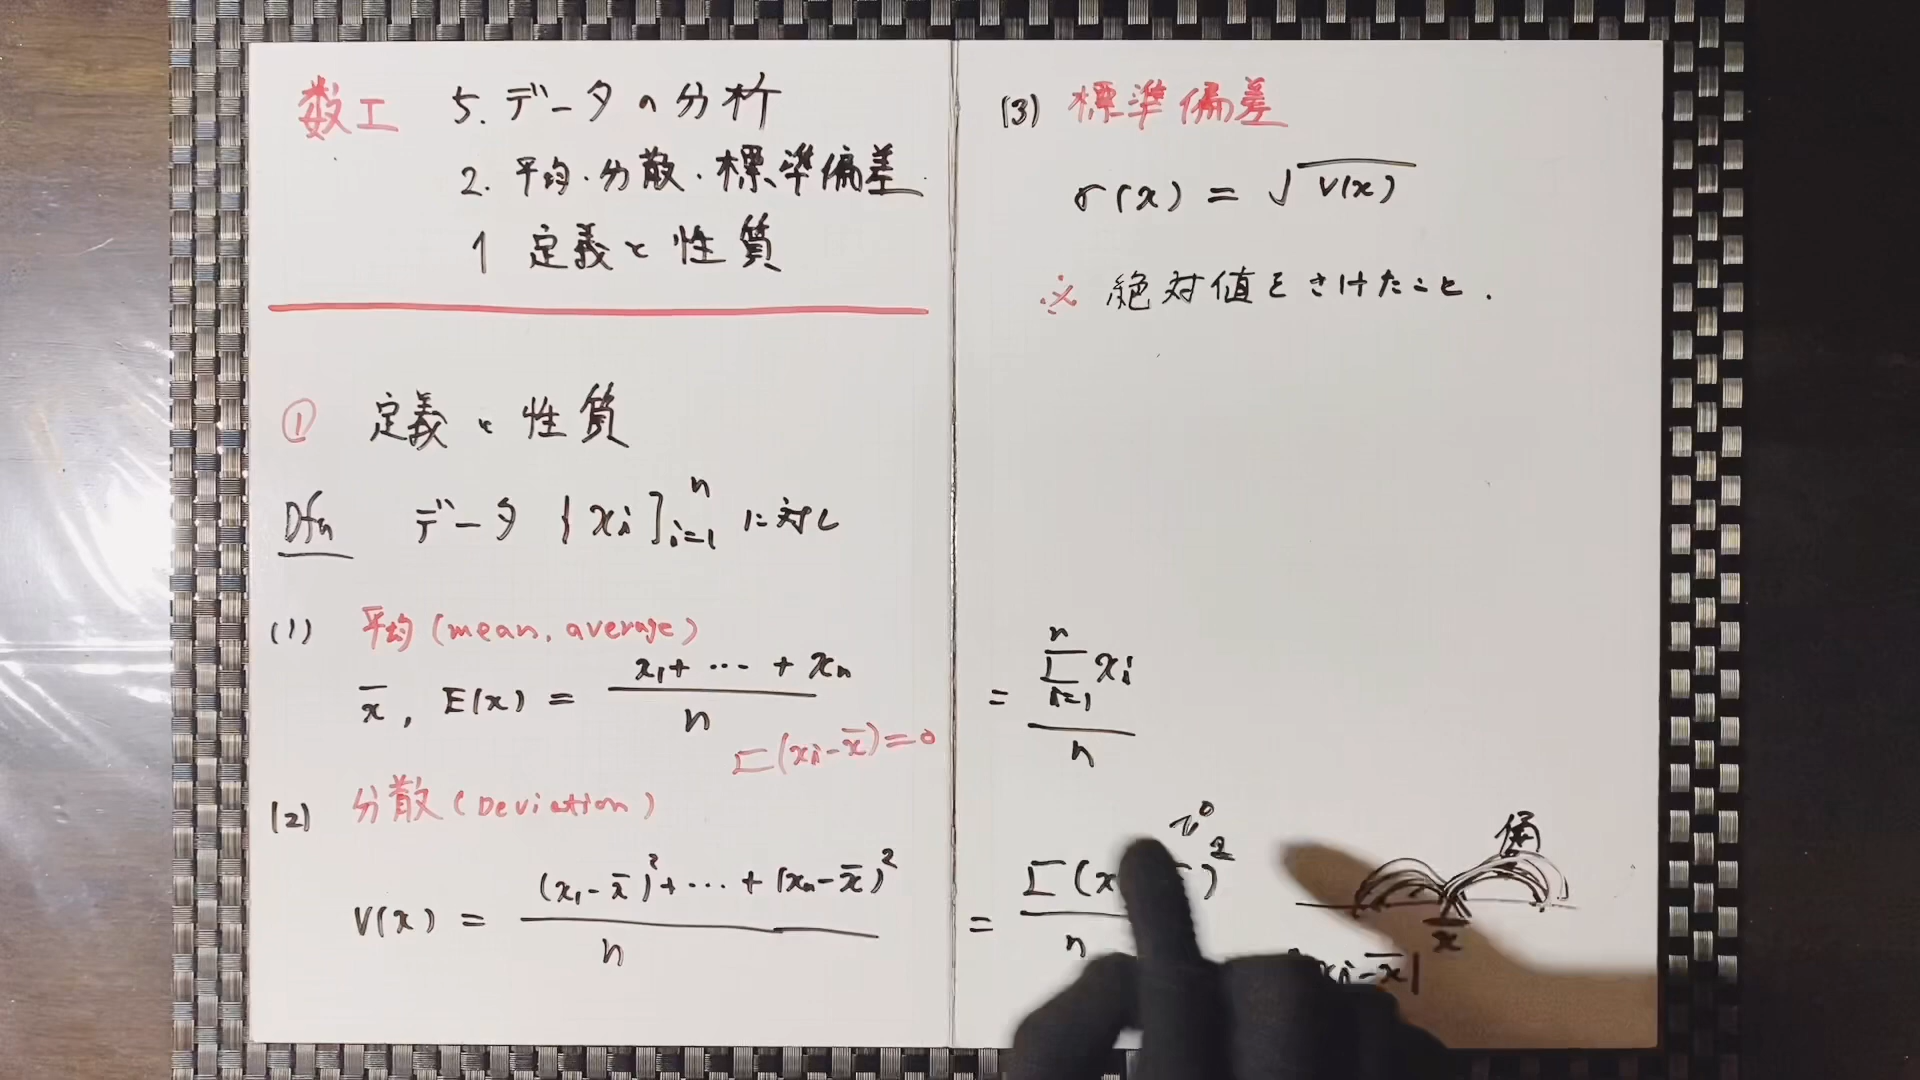 数I 5. データの分析
2. 平均・分散・標準偏差
1 定義と性質
① 定義と性質
Dfn データ {xi}ⁿi=1 に対し
(1) 平均 (mean, average)
x̄, E(x) = x1 + ⋯ + xn / n = Σⁿi=1 xi / n
Σ(xi - x̄) = 0
(2) 分散 (Deviation)
V(x) = (x1 - x̄)² + ⋯ + (xn - x̄)² / n = Σ(x )² / n
(3) 標準偏差
σ(x) = √V(x)
※ 絶対値をさけたこと.
偏
x̄
xi - x̄|